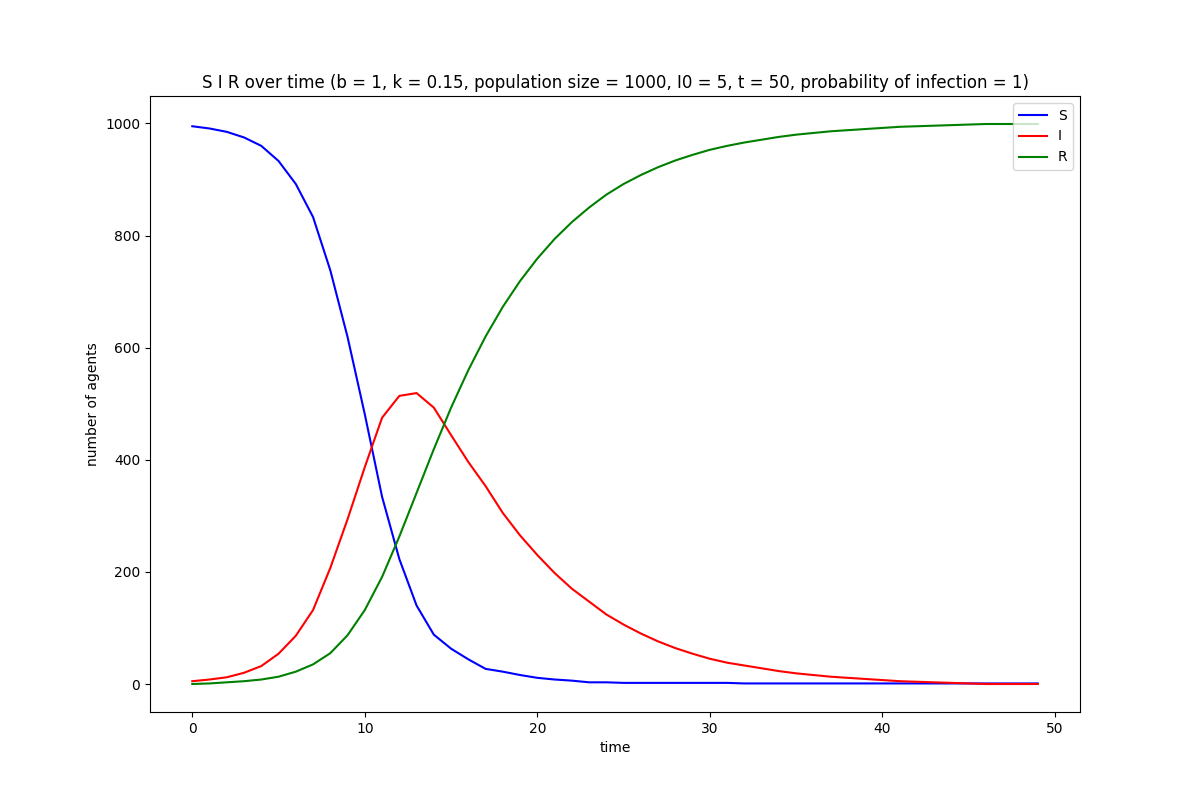 S I R over time (b = 1, k = 0.15, population size = 1000, I0 = 5, t = 50, probability of infection = 1)
S
I
R
number of agents
1000
800
600
400
200
0
0 10 20 30 40 50
time